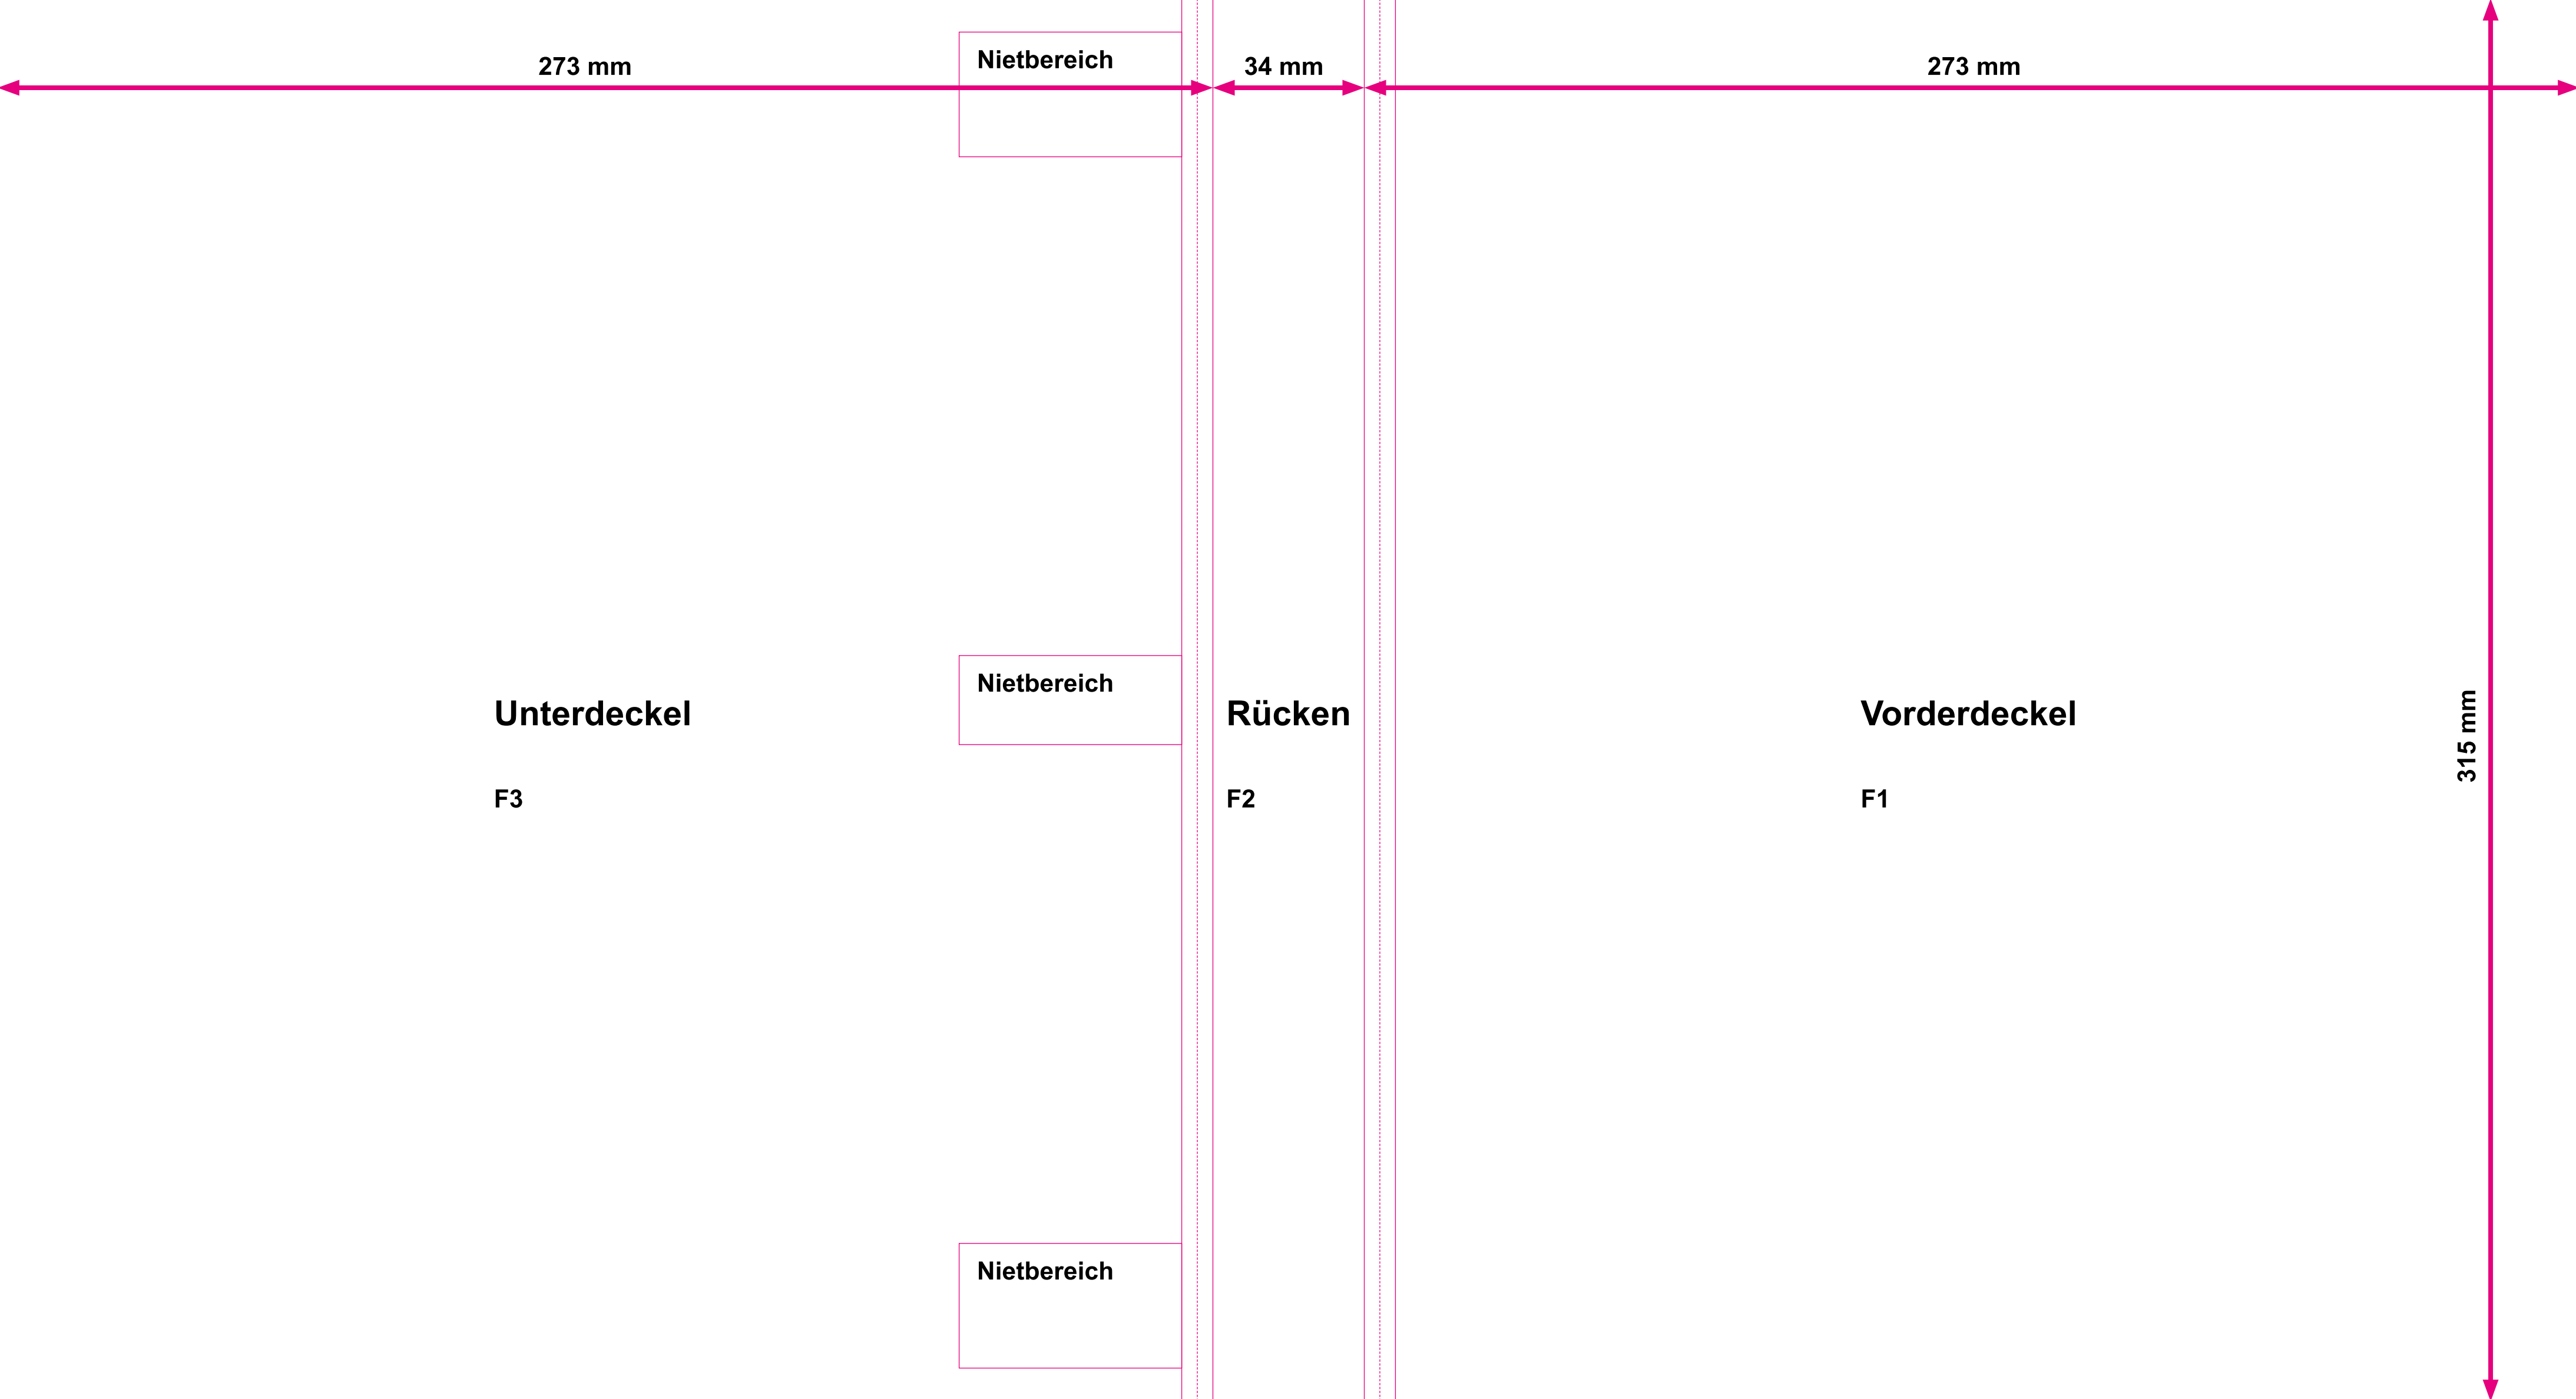 273 mm
Nietbereich
34 mm
273 mm
Nietbereich
Unterdeckel
Rücken
Vorderdeckel
315 mm
F3
F2
F1
Nietbereich